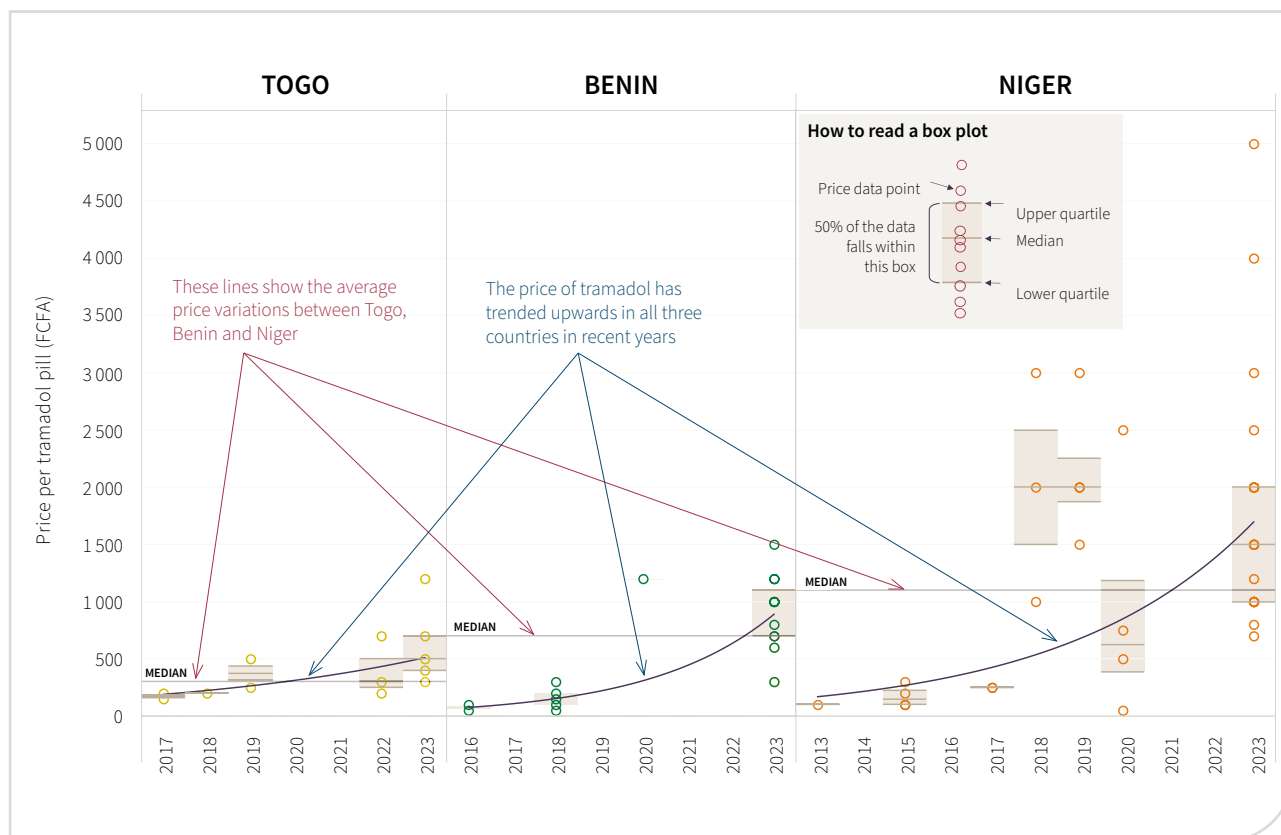 TOGO
BENIN
NIGER
How to read a box plot
Price data point
50% of the data
falls within
this box
Upper quartile
Median
Lower quartile
These lines show the average
price variations between Togo,
Benin and Niger
The price of tramadol has
trended upwards in all three
countries in recent years
Price per tramadol pill (FCFA)
5 000
4 500
4 000
3 500
3 000
2 500
2 000
1 500
1 000
500
0
MEDIAN
MEDIAN
MEDIAN
2017
2018
2019
2020
2021
2022
2023
2016
2017
2018
2019
2020
2021
2022
2023
2013
2014
2015
2016
2017
2018
2019
2020
2021
2022
2023